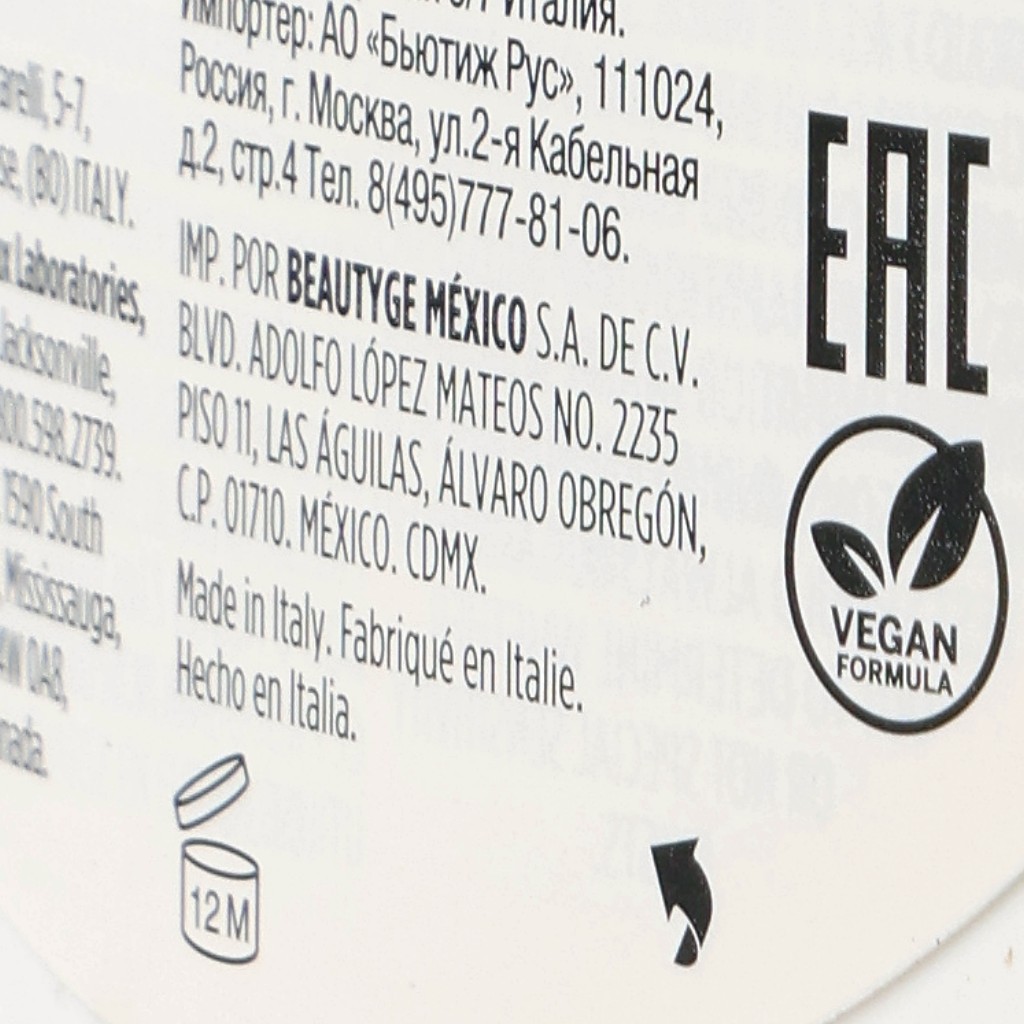 5-7,
(BO) ITALY.
Laboratories,
Jacksonville,
800.598.2739.
1590 South
Mississauga,
0A8,
Италия.
Импортер: АО «Бьютиж Рус», 111024,
Россия, г. Москва, ул.2-я Кабельная
д.2, стр.4 Тел. 8(495)777-81-06.
IMP. POR BEAUTYGE MÉXICO S.A. DE C.V.
BLVD. ADOLFO LÓPEZ MATEOS NO. 2235
PISO 11, LAS ÁGUILAS, ÁLVARO OBREGÓN,
C.P. 01710. MÉXICO. CDMX.
Made in Italy. Fabriqué en Italie.
Hecho en Italia.
12 M
EAC
VEGAN
FORMULA